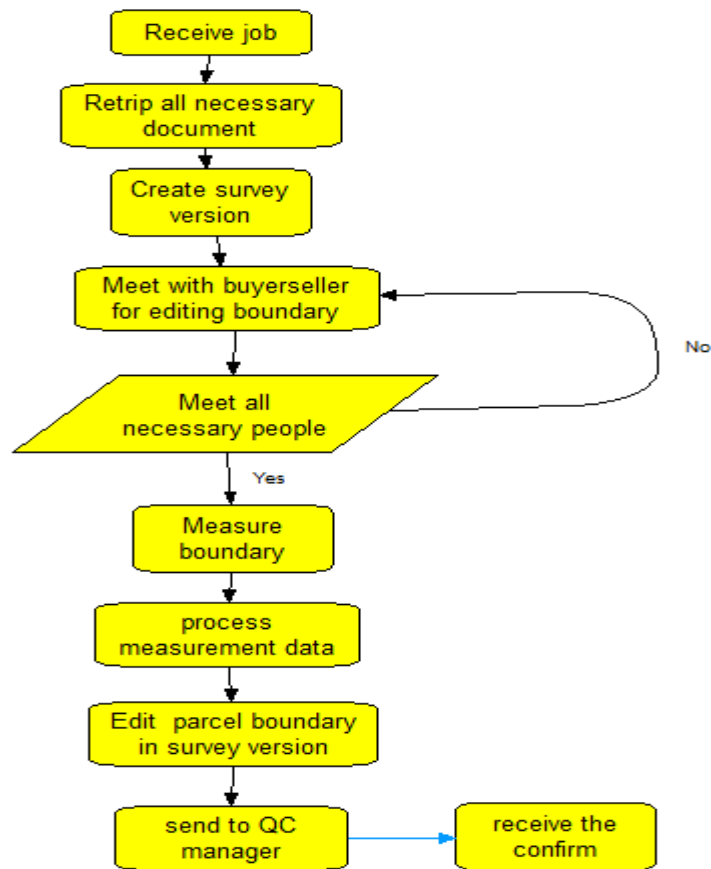 Receive job
Retrip all necessary
document
Create survey
version
Meet with buyerseller
for editing boundary
No
Meet all
necessary people
Yes
Measure
boundary
process
measurement data
Edit parcel boundary
in survey version
send to QC
manager
receive the
confirm